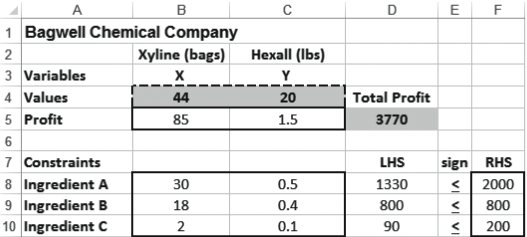 A B C D E F
1 Bagwell Chemical Company
2 Xyline (bags) Hexall (lbs)
3 Variables X Y
4 Values 44 20 Total Profit
5 Profit 85 1.5 3770
6
7 Constraints LHS sign RHS
8 Ingredient A 30 0.5 1330 ≤ 2000
9 Ingredient B 18 0.4 800 ≤ 800
10 Ingredient C 2 0.1 90 ≤ 200